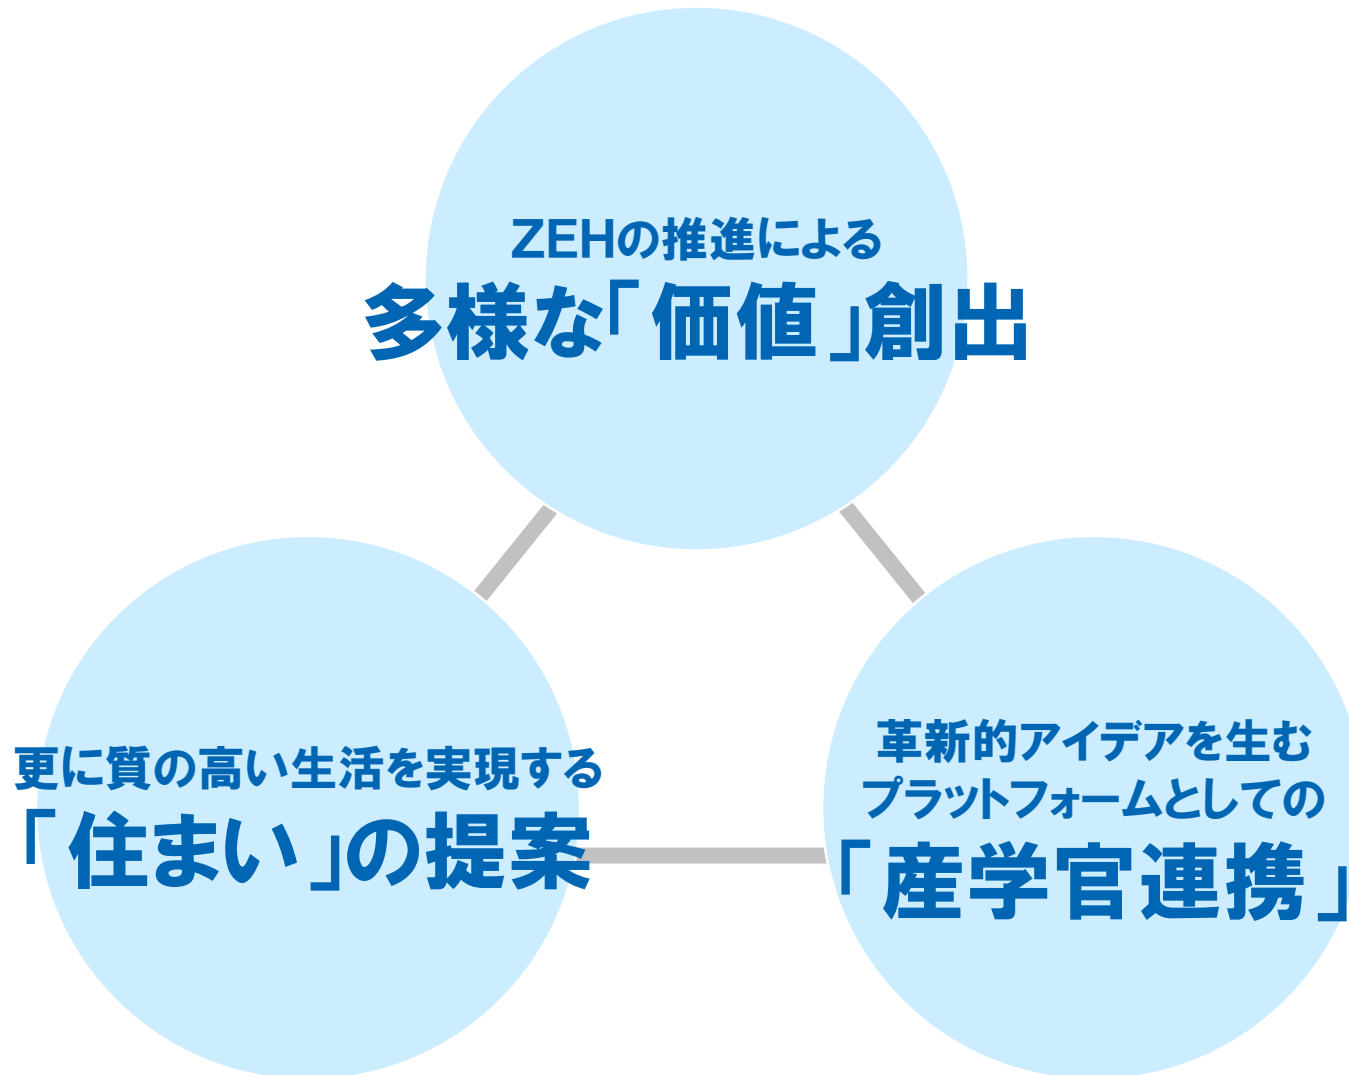 ZEHの推進による
多様な「価値」創出
更に質の高い生活を実現する
「住まい」の提案
革新的アイデアを生む
プラットフォームとしての
「産学官連携」